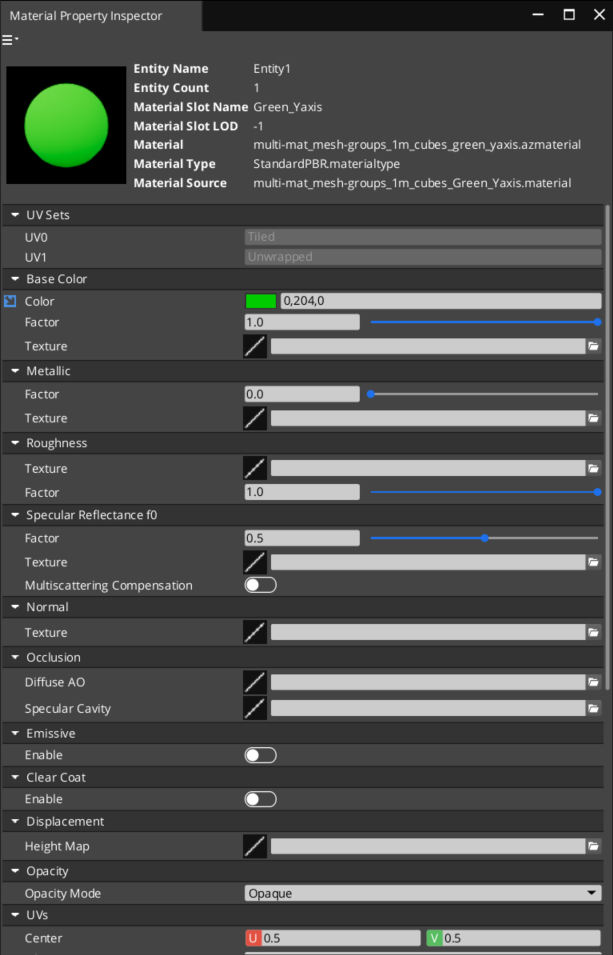 Material Property Inspector
Entity Name Entity1
Entity Count 1
Material Slot Name Green_Yaxis
Material Slot LOD -1
Material multi-mat_mesh-groups_1m_cubes_green_yaxis.azmaterial
Material Type StandardPBR.materialtype
Material Source multi-mat_mesh-groups_1m_cubes_Green_Yaxis.material
UV Sets
UV0 Tiled
UV1 Unwrapped
Base Color
Color 0,204,0
Factor 1.0
Texture
Metallic
Factor 0.0
Texture
Roughness
Texture
Factor 1.0
Specular Reflectance f0
Factor 0.5
Texture
Multiscattering Compensation
Normal
Texture
Occlusion
Diffuse AO
Specular Cavity
Emissive
Enable
Clear Coat
Enable
Displacement
Height Map
Opacity
Opacity Mode Opaque
UVs
Center U 0.5 V 0.5